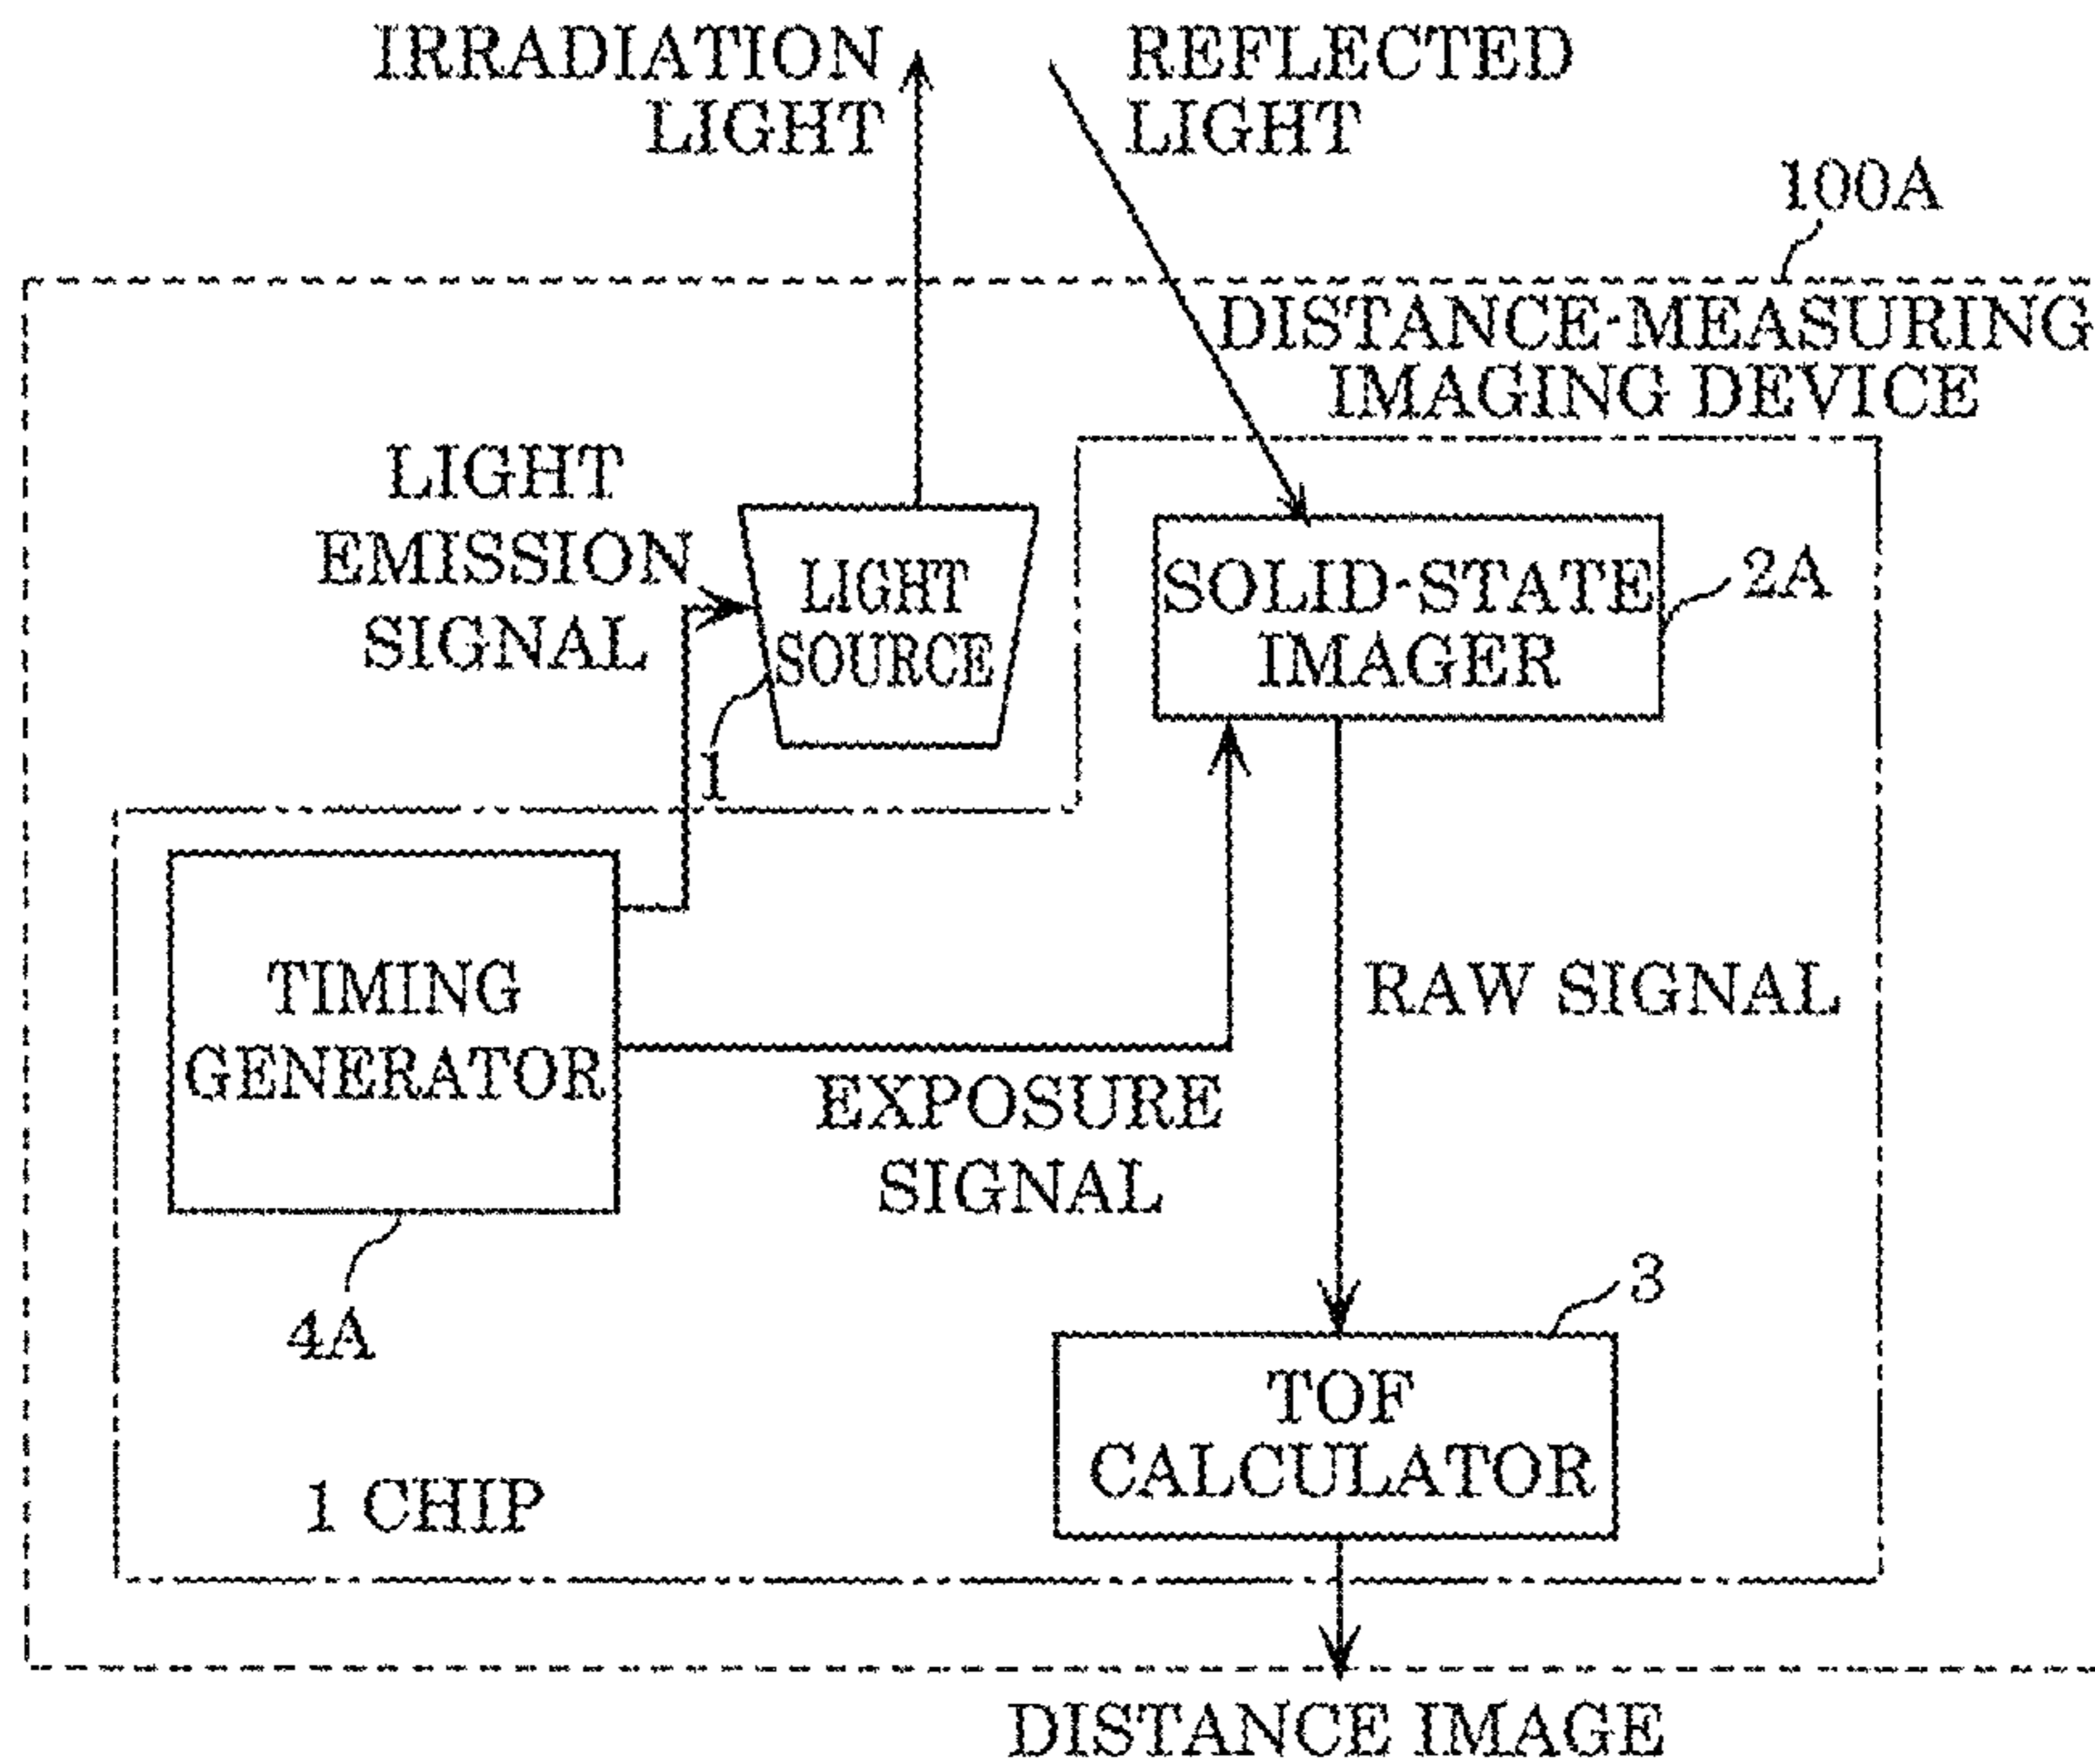 IRRADIATION
LIGHT
REFLECTED
LIGHT
100A
DISTANCE-MEASURING
IMAGING DEVICE
LIGHT
EMISSION
SIGNAL
LIGHT
SOURCE
1
SOLID-STATE
IMAGER
2A
TIMING
GENERATOR
4A
RAW SIGNAL
EXPOSURE
SIGNAL
3
TOF
CALCULATOR
1 CHIP
DISTANCE IMAGE